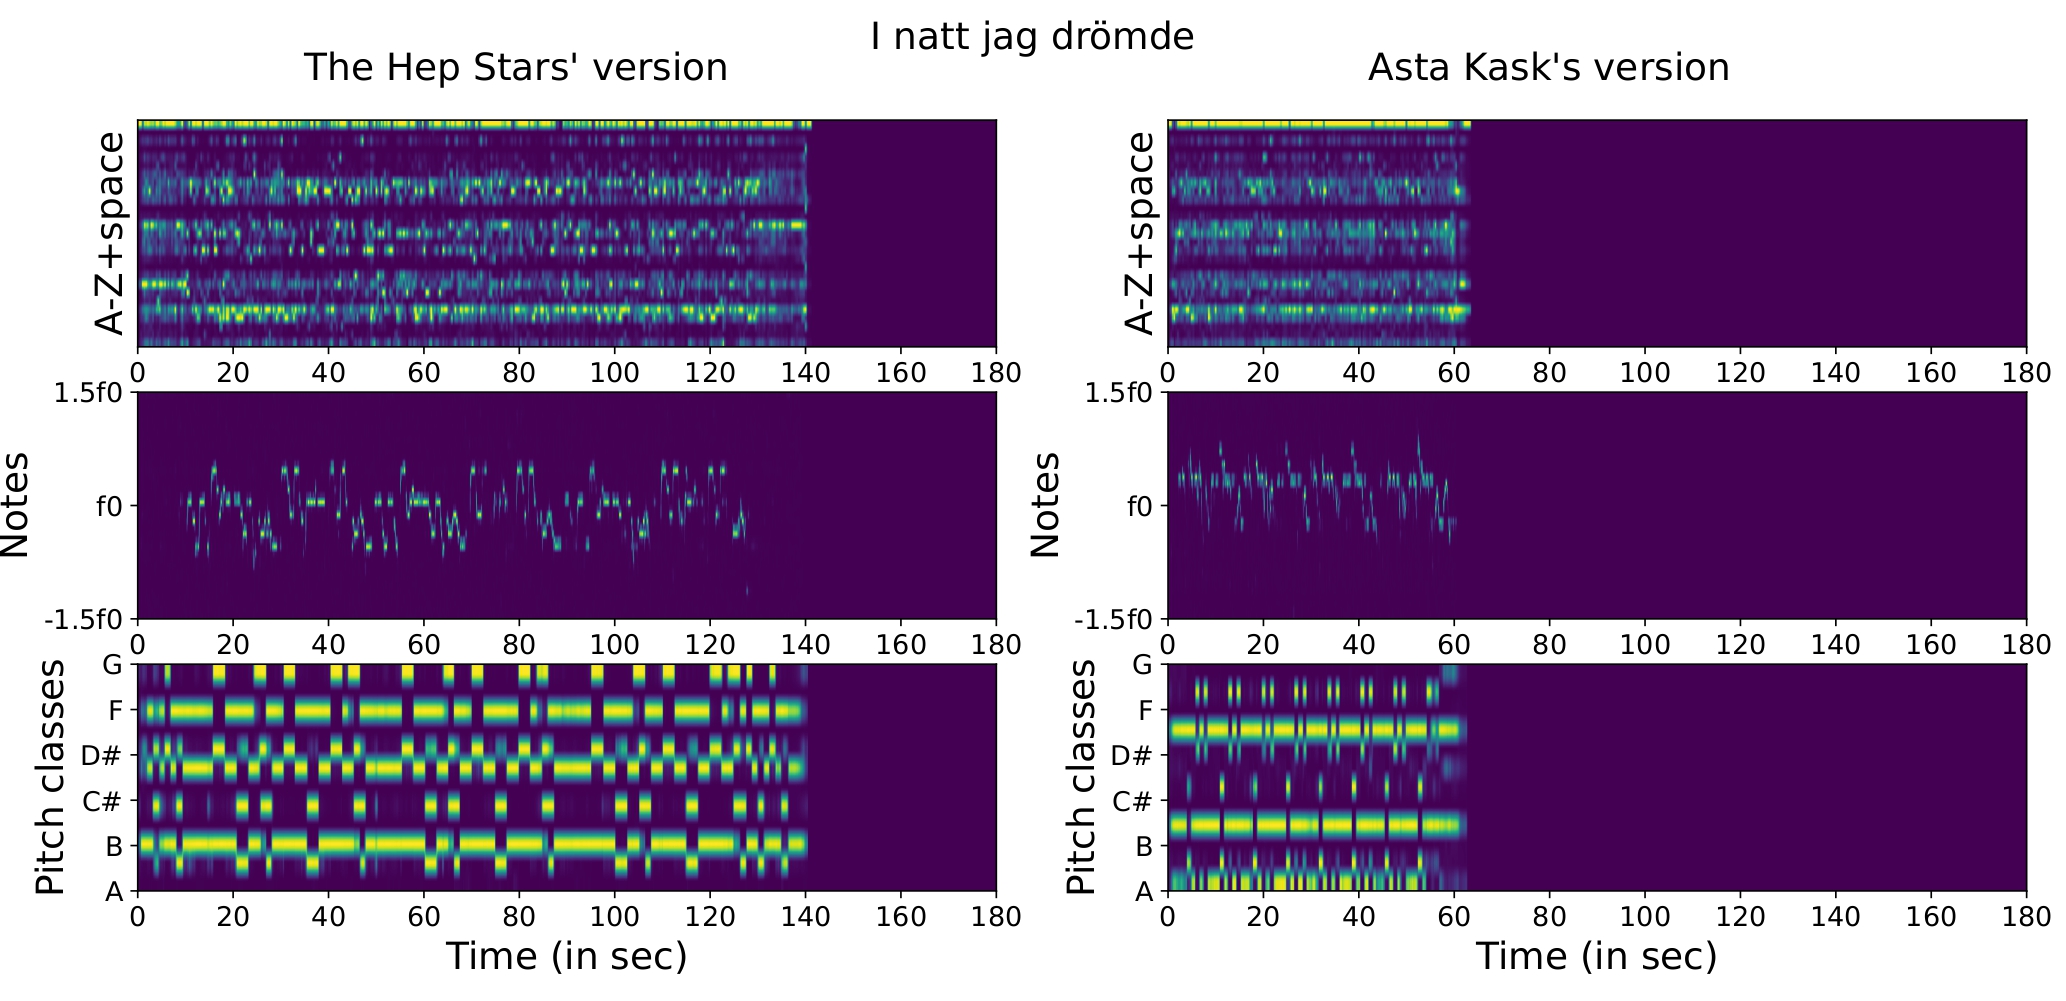 I natt jag drömde
The Hep Stars' version
Asta Kask's version
A-Z+space
0 20 40 60 80 100 120 140 160 180
A-Z+space
0 20 40 60 80 100 120 140 160 180
Notes
1.5f0
f0
-1.5f0
0 20 40 60 80 100 120 140 160 180
Notes
1.5f0
f0
-1.5f0
0 20 40 60 80 100 120 140 160 180
Pitch classes
G
F
D#
C#
B
A
0 20 40 60 80 100 120 140 160 180
Time (in sec)
Pitch classes
G
F
D#
C#
B
A
0 20 40 60 80 100 120 140 160 180
Time (in sec)